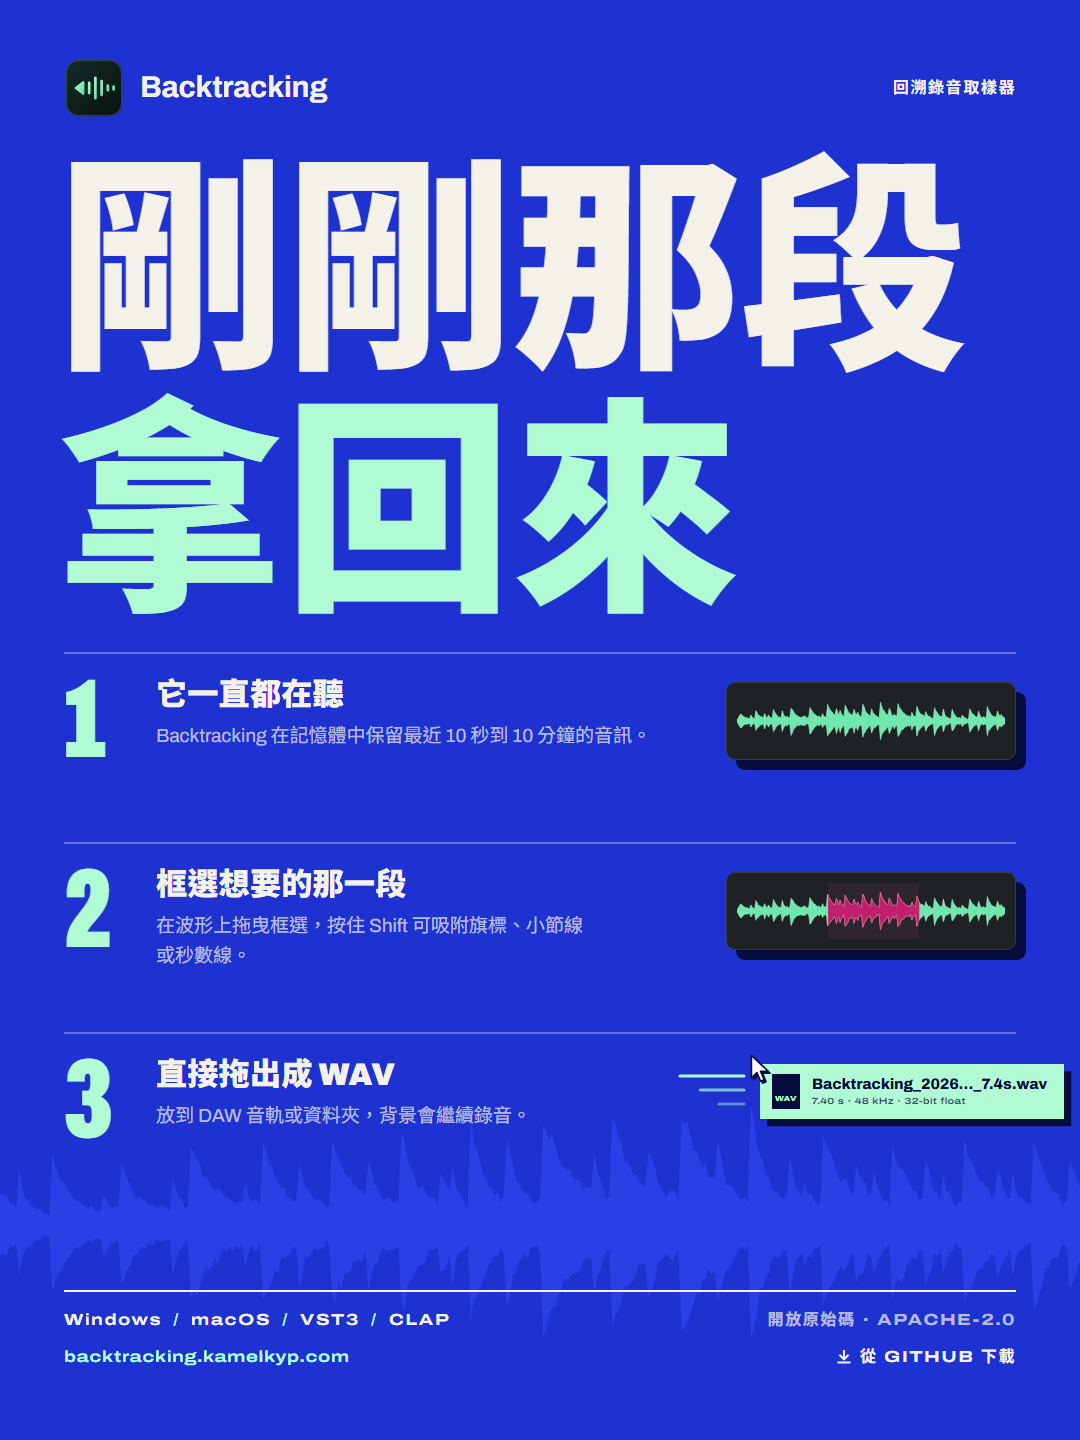 Backtracking
回溯錄音取樣器
剛剛那段
拿回來
1
它一直都在聽
Backtracking 在記憶體中保留最近 10 秒到 10 分鐘的音訊。
2
框選想要的那一段
在波形上拖曳框選，按住 Shift 可吸附旗標、小節線
或秒數線。
3
直接拖出成 WAV
放到 DAW 音軌或資料夾，背景會繼續錄音。
WAV
Backtracking_2026..._7.4s.wav
7.40 s · 48 kHz · 32-bit float
Windows / macOS / VST3 / CLAP
開放原始碼 · APACHE-2.0
backtracking.kamelkyp.com
從 GITHUB 下載